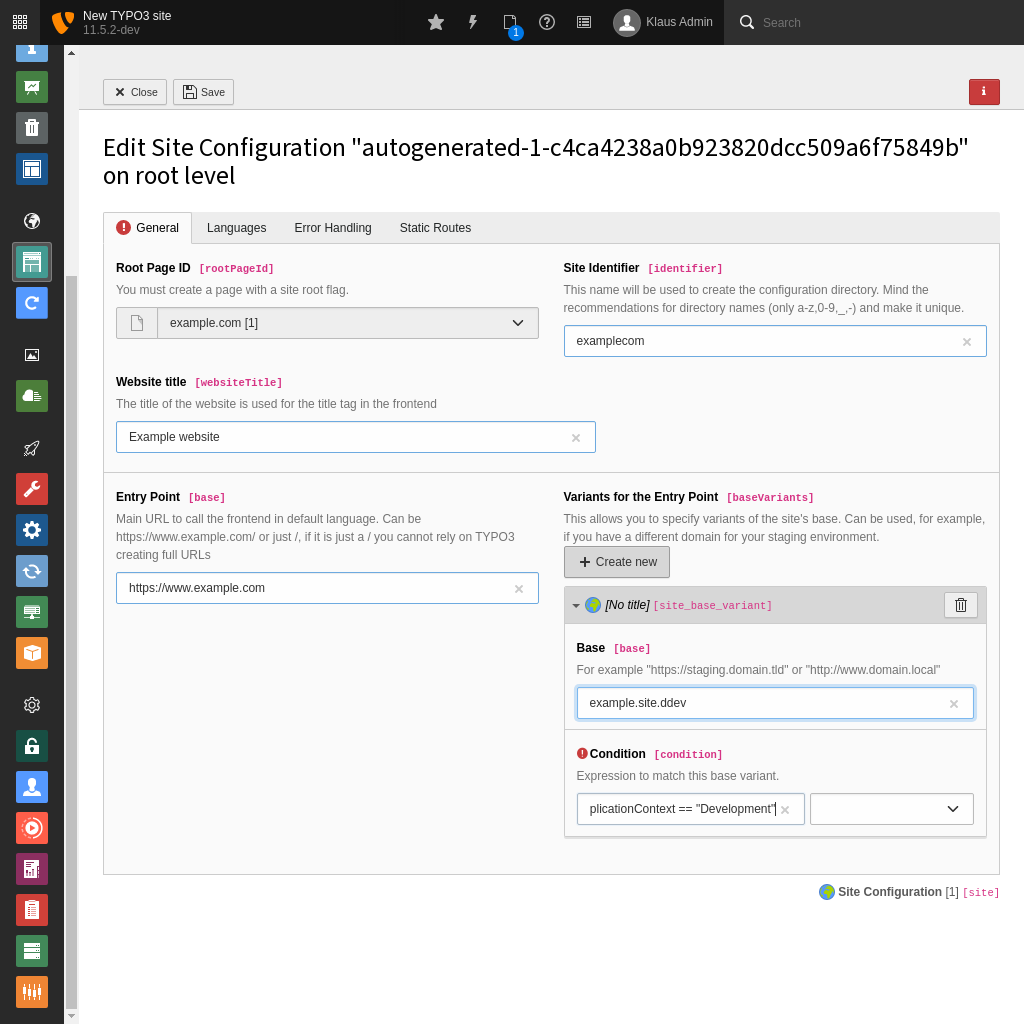 New TYPO3 site
11.5.2-dev
1
Klaus Admin
Search
Close
Save
Edit Site Configuration "autogenerated-1-c4ca4238a0b923820dcc509a6f75849b"
on root level
General
Languages
Error Handling
Static Routes
Root Page ID [rootPageId]
You must create a page with a site root flag.
example.com [1]
Site Identifier [identifier]
This name will be used to create the configuration directory. Mind the
recommendations for directory names (only a-z,0-9,_,-) and make it unique.
examplecom
Website title [websiteTitle]
The title of the website is used for the title tag in the frontend
Example website
Entry Point [base]
Main URL to call the frontend in default language. Can be
https://www.example.com/ or just /, if it is just a / you cannot rely on TYPO3
creating full URLs
https://www.example.com
Variants for the Entry Point [baseVariants]
This allows you to specify variants of the site's base. Can be used, for example,
if you have a different domain for your staging environment.
Create new
[No title] [site_base_variant]
Base [base]
For example "https://staging.domain.tld" or "http://www.domain.local"
example.site.ddev
Condition [condition]
Expression to match this base variant.
plicationContext == "Development"
Site Configuration [1] [site]